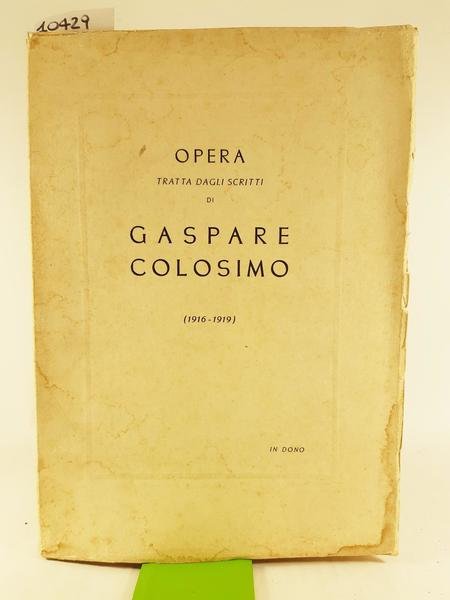 10429
OPERA
TRATTA DAGLI SCRITTI
DI
GASPARE
COLOSIMO
(1916-1919)
IN DONO